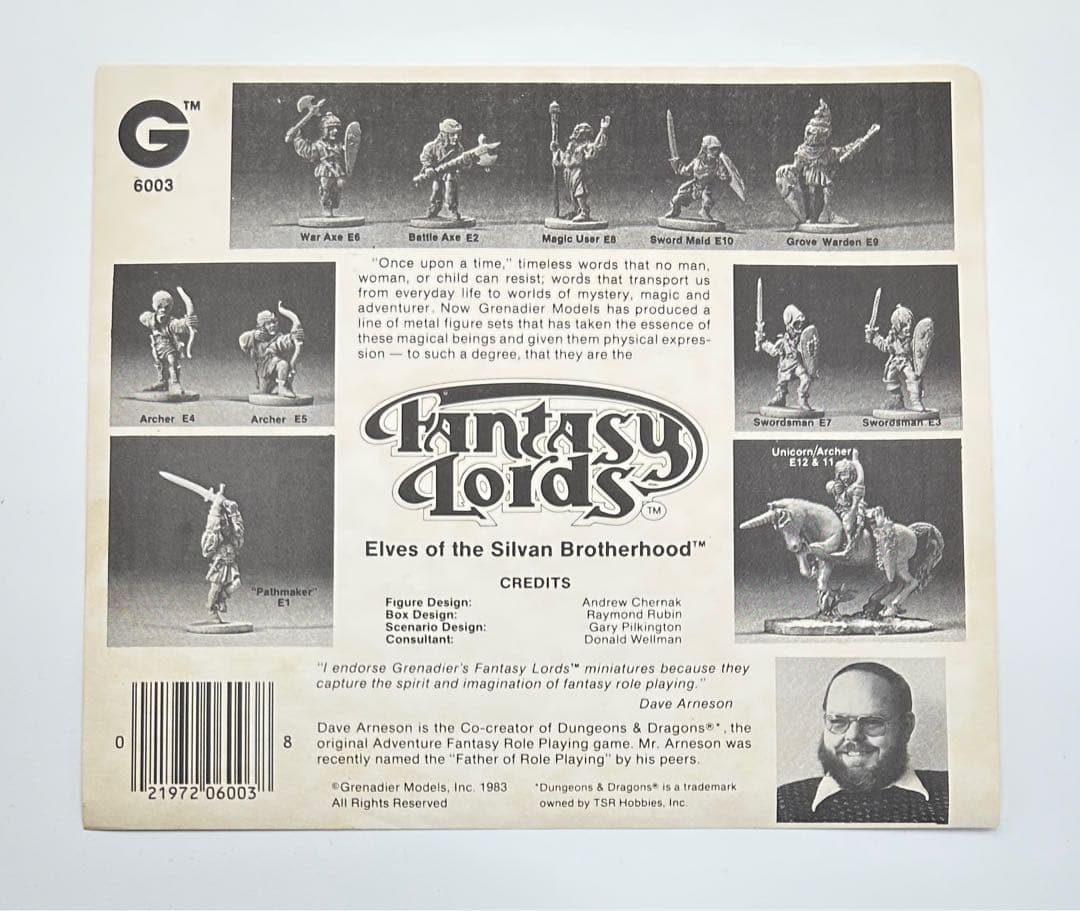 G™
6003
War Axe E6
Battle Axe E2
Magic User E8
Sword Maid E10
Grove Warden E9
"Once upon a time," timeless words that no man,
woman, or child can resist; words that transport us
from everyday life to worlds of mystery, magic and
adventurer. Now Grenadier Models has produced a
line of metal figure sets that has taken the essence of
these magical beings and given them physical expres-
sion — to such a degree, that they are the
Archer E4
Archer E5
Swordsman E7
Swordsman E3
Fantasy
Lords
TM
"Pathmaker"
E1
Unicorn/Archer
E12 & 11
Elves of the Silvan Brotherhood™
CREDITS
Figure Design: Andrew Chernak
Box Design: Raymond Rubin
Scenario Design: Gary Pilkington
Consultant: Donald Wellman
"I endorse Grenadier's Fantasy Lords™ miniatures because they
capture the spirit and imagination of fantasy role playing."
Dave Arneson
Dave Arneson is the Co-creator of Dungeons & Dragons®*, the
original Adventure Fantasy Role Playing game. Mr. Arneson was
recently named the "Father of Role Playing" by his peers.
©Grenadier Models, Inc. 1983
All Rights Reserved
*Dungeons & Dragons® is a trademark
owned by TSR Hobbies, Inc.
0 21972 06003 8